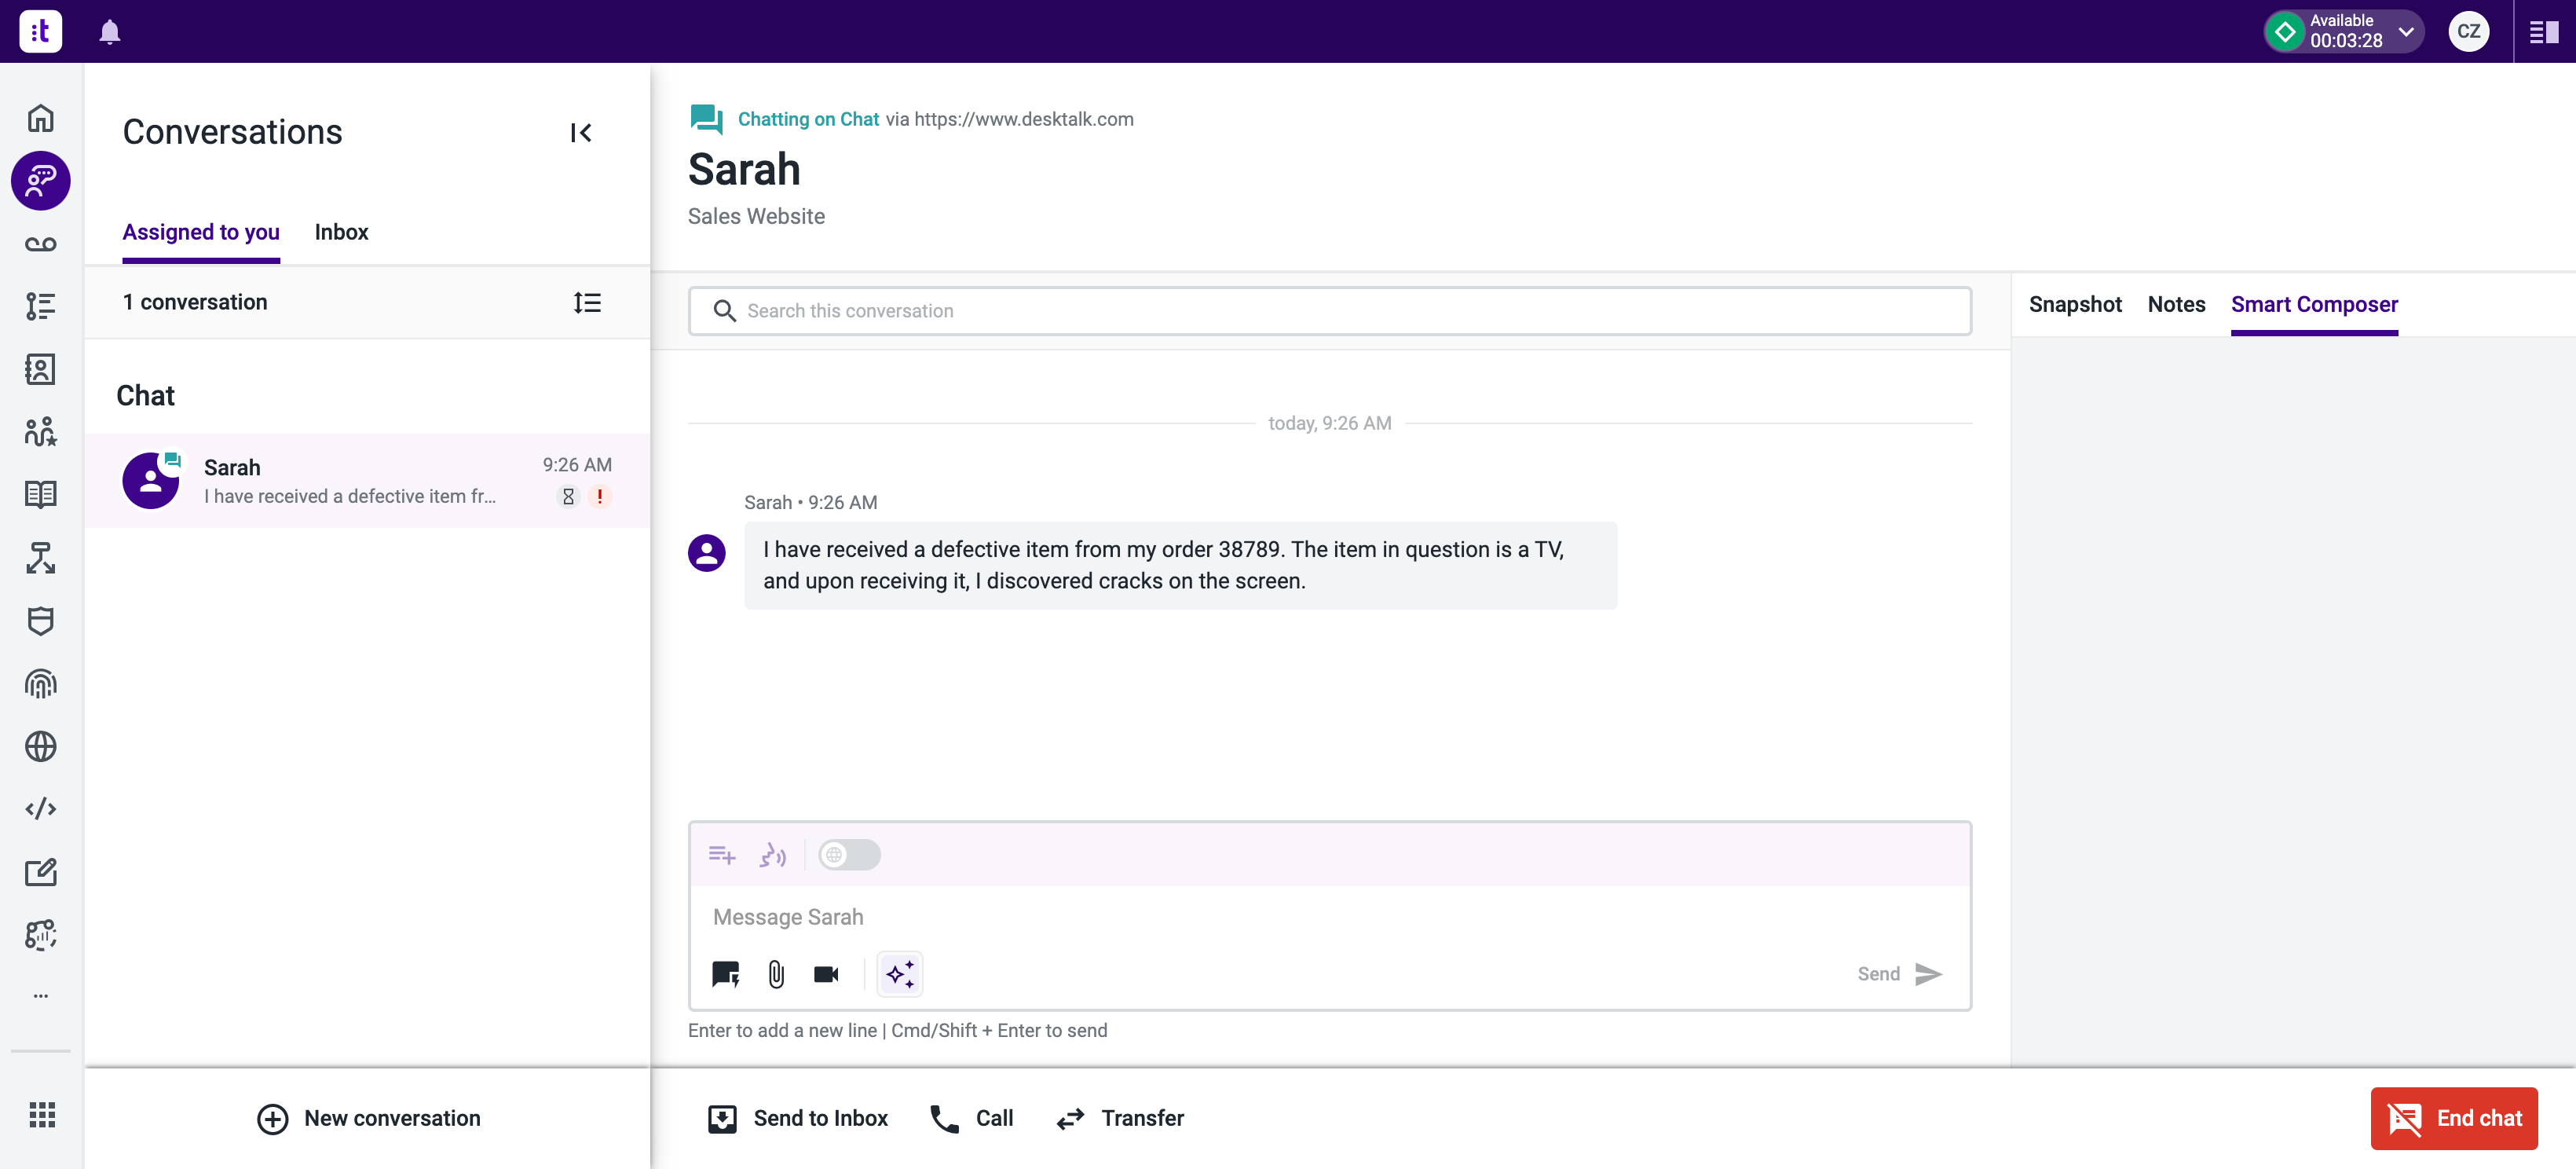 :t
Available
00:03:28
CZ
Conversations
Assigned to you
Inbox
1 conversation
Chat
Sarah
9:26 AM
I have received a defective item fr...
New conversation
Chatting on Chat via https://www.desktalk.com
Sarah
Sales Website
Search this conversation
today, 9:26 AM
Sarah • 9:26 AM
I have received a defective item from my order 38789. The item in question is a TV,
and upon receiving it, I discovered cracks on the screen.
Message Sarah
Send
Enter to add a new line | Cmd/Shift + Enter to send
Snapshot
Notes
Smart Composer
Send to Inbox
Call
Transfer
End chat